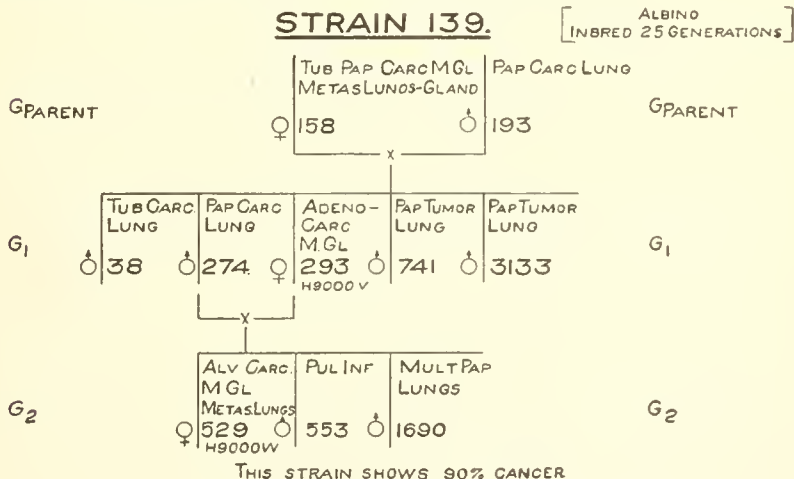 STRAIN 139.
[ALBINO
INBRED 25 GENERATIONS]
GPARENT
TUB PAP CARC M GL
METAS LUNGS-GLAND
♀ 158
PAP CARC LUNG
♂ 193
GPARENT
x
G1
TUB CARC.
LUNG
♂ 38
PAP CARC
LUNG
♂ 274
ADENO-
CARC
M.GL
♀ 293
H9000V
PAP TUMOR
LUNG
♂ 741
PAP TUMOR
LUNG
♂ 3133
G1
x
G2
ALV CARC.
M GL
METAS.LUNGS
♀ 529
H9000W
PUL INF
♂ 553
MULT PAP
LUNGS
♂ 1690
G2
THIS STRAIN SHOWS 90% CANCER